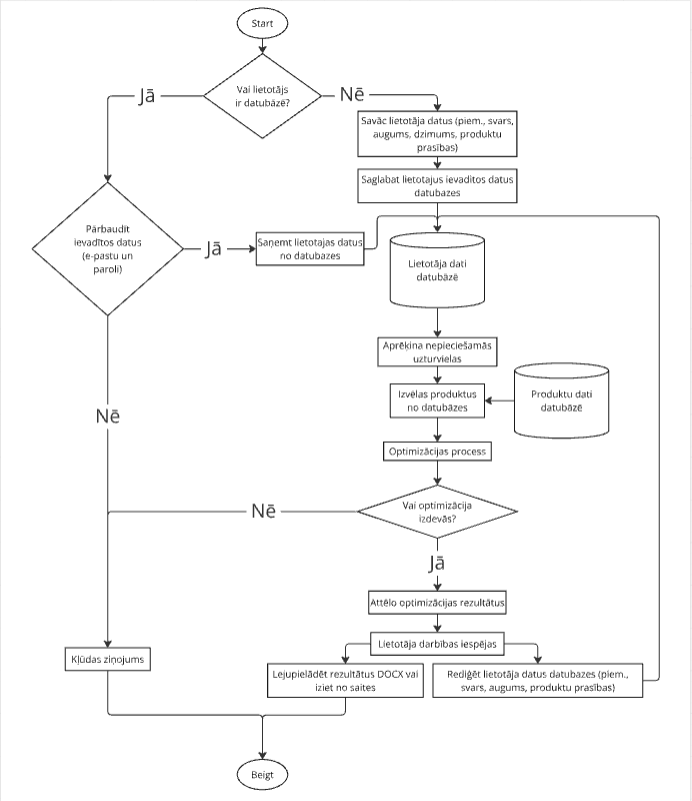 Start
Vai lietotājs
ir datubāzē?
Jā
Nē
Savāc lietotāja datus (piem., svars,
augums, dzimums, produktu
prasības)
Saglabat lietotajus ievaditos datus
datubazes
Pārbaudīt
ievadītos datus
(e-pastu un
paroli)
Jā
Saņemt lietotajas datus
no datubazes
Lietotāja dati
datubāzē
Aprēķina nepieciešamās
uzturvielas
Izvēlas produktus
no datubāzes
Produktu dati
datubāzē
Nē
Optimizācijas process
Vai optimizācija
izdevās?
Nē
Jā
Attēlo optimizācijas rezultātus
Lietotāja darbības iespējas
Kļūdas ziņojums
Lejupielādēt rezultātus DOCX vai
iziet no saites
Rediģēt lietotāja datus datubazes (piem.,
svars, augums, produktu prasības)
Beigt